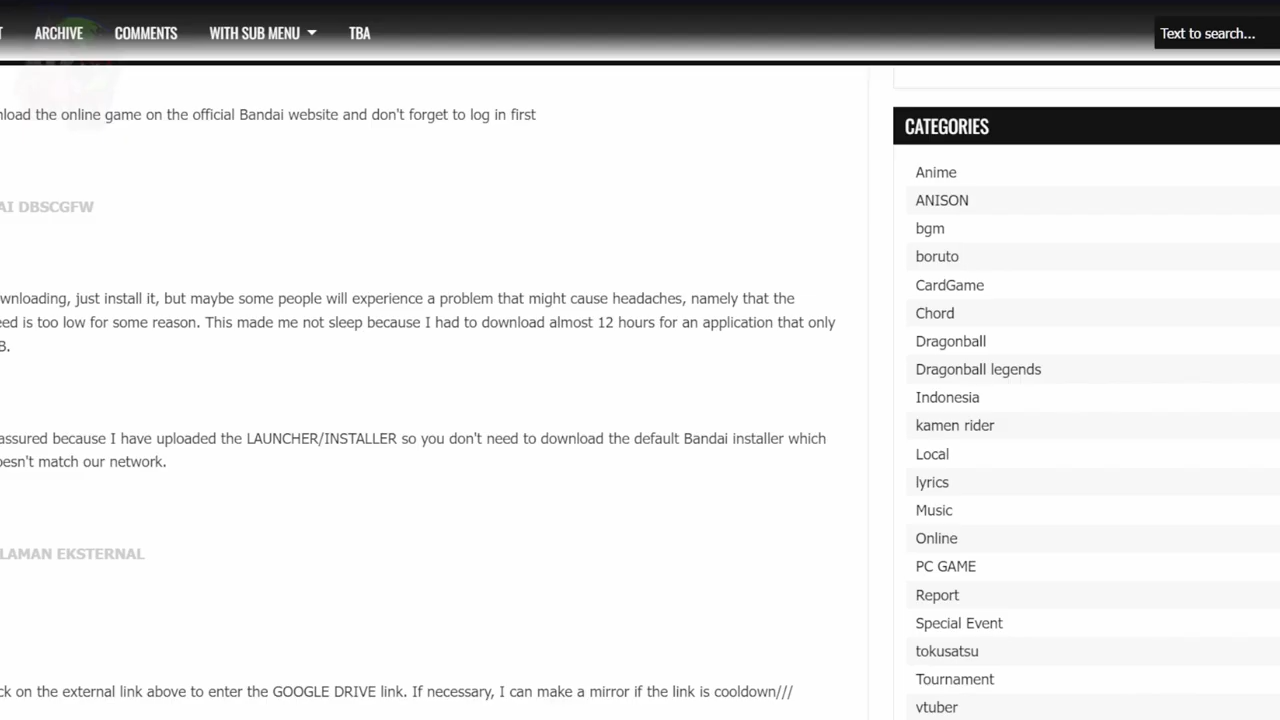 ARCHIVE COMMENTS WITH SUB MENU TBA Text to search...
load the online game on the official Bandai website and don't forget to log in first
AI DBSCGFW
wnloading, just install it, but maybe some people will experience a problem that might cause headaches, namely that the
eed is too low for some reason. This made me not sleep because I had to download almost 12 hours for an application that only
B.
assured because I have uploaded the LAUNCHER/INSTALLER so you don't need to download the default Bandai installer which
oesn't match our network.
LAMAN EKSTERNAL
ck on the external link above to enter the GOOGLE DRIVE link. If necessary, I can make a mirror if the link is cooldown///
CATEGORIES
Anime
ANISON
bgm
boruto
CardGame
Chord
Dragonball
Dragonball legends
Indonesia
kamen rider
Local
lyrics
Music
Online
PC GAME
Report
Special Event
tokusatsu
Tournament
vtuber